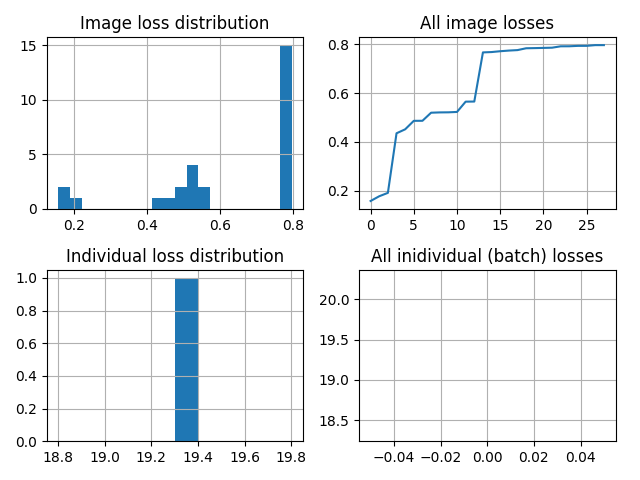 Image loss distribution
All image losses
15
10
5
0
0.2 0.4 0.6 0.8
0.8
0.6
0.4
0.2
0 5 10 15 20 25
Individual loss distribution
All inidividual (batch) losses
1.0
0.8
0.6
0.4
0.2
0.0
18.8 19.0 19.2 19.4 19.6 19.8
20.0
19.5
19.0
18.5
−0.04 −0.02 0.00 0.02 0.04